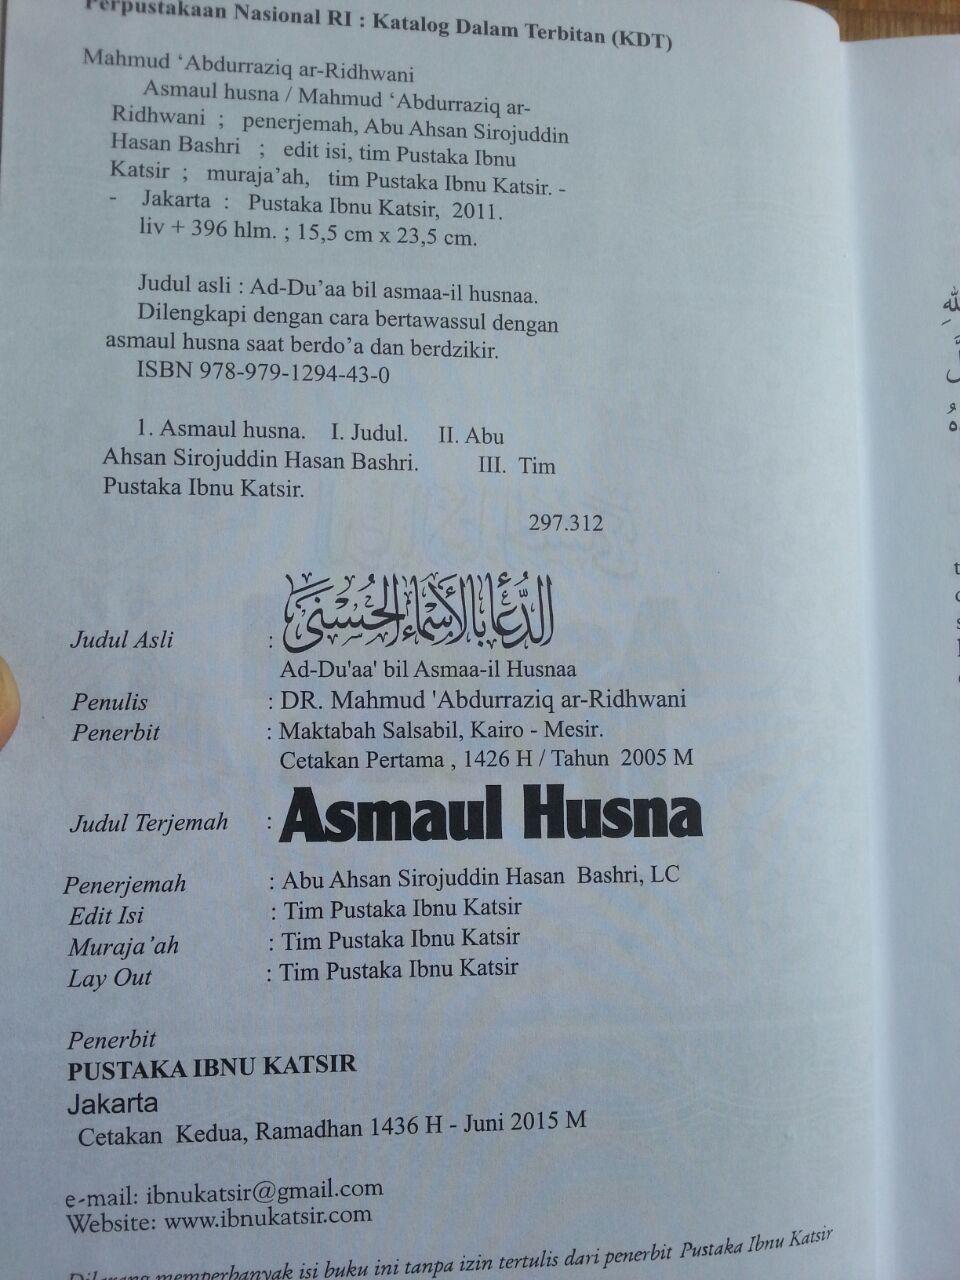 Perpustakaan Nasional RI : Katalog Dalam Terbitan (KDT)
Mahmud ‘Abdurraziq ar-Ridhwani
Asmaul husna / Mahmud ‘Abdurraziq ar-
Ridhwani ; penerjemah, Abu Ahsan Sirojuddin
Hasan Bashri ; edit isi, tim Pustaka Ibnu
Katsir ; muraja’ah, tim Pustaka Ibnu Katsir. -
- Jakarta : Pustaka Ibnu Katsir, 2011.
liv + 396 hlm. ; 15,5 cm x 23,5 cm.
Judul asli : Ad-Du’aa bil asmaa-il husnaa.
Dilengkapi dengan cara bertawassul dengan
asmaul husna saat berdo’a dan berdzikir.
ISBN 978-979-1294-43-0
1. Asmaul husna. I. Judul. II. Abu
Ahsan Sirojuddin Hasan Bashri. III. Tim
Pustaka Ibnu Katsir.
297.312
Judul Asli : الدُّعَا بِالْأَسْمَاءِ الْحُسْنَى
Ad-Du'aa' bil Asmaa-il Husnaa
Penulis : DR. Mahmud 'Abdurraziq ar-Ridhwani
Penerbit : Maktabah Salsabil, Kairo - Mesir.
Cetakan Pertama , 1426 H / Tahun 2005 M
Judul Terjemah : Asmaul Husna
Penerjemah : Abu Ahsan Sirojuddin Hasan Bashri, LC
Edit Isi : Tim Pustaka Ibnu Katsir
Muraja’ah : Tim Pustaka Ibnu Katsir
Lay Out : Tim Pustaka Ibnu Katsir
Penerbit
PUSTAKA IBNU KATSIR
Jakarta
Cetakan Kedua, Ramadhan 1436 H - Juni 2015 M
e-mail: ibnukatsir@gmail.com
Website: www.ibnukatsir.com
Dilarang memperbanyak isi buku ini tanpa izin tertulis dari penerbit Pustaka Ibnu Katsir